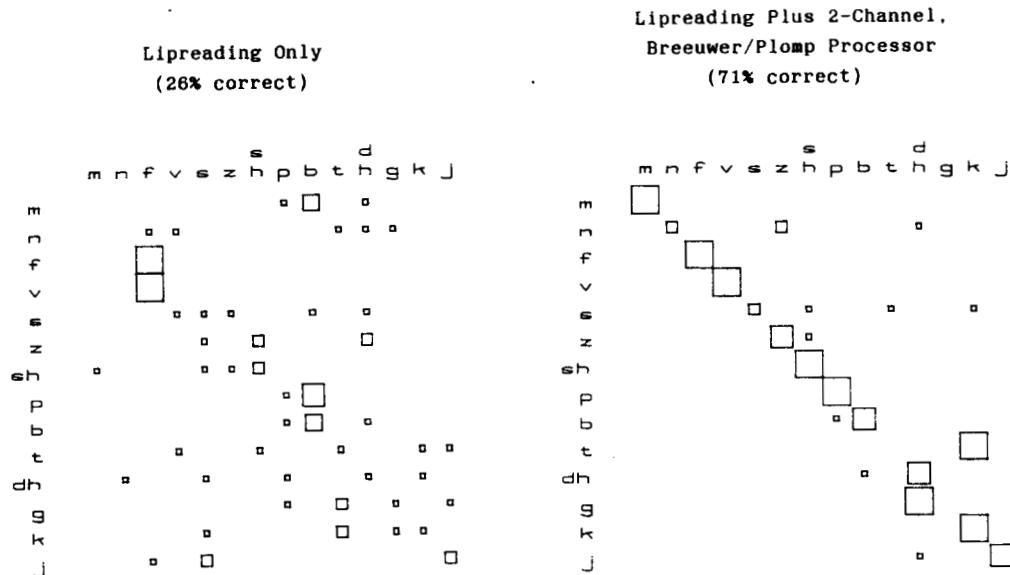 Lipreading Only
(26% correct)
s d
m n f v s z h p b t h g k j
m
n
f
v
s
z
sh
p
b
t
dh
g
k
j
Lipreading Plus 2-Channel,
Breeuwer/Plomp Processor
(71% correct)
s d
m n f v s z h p b t h g k j
m
n
f
v
s
z
sh
p
b
t
dh
g
k
j